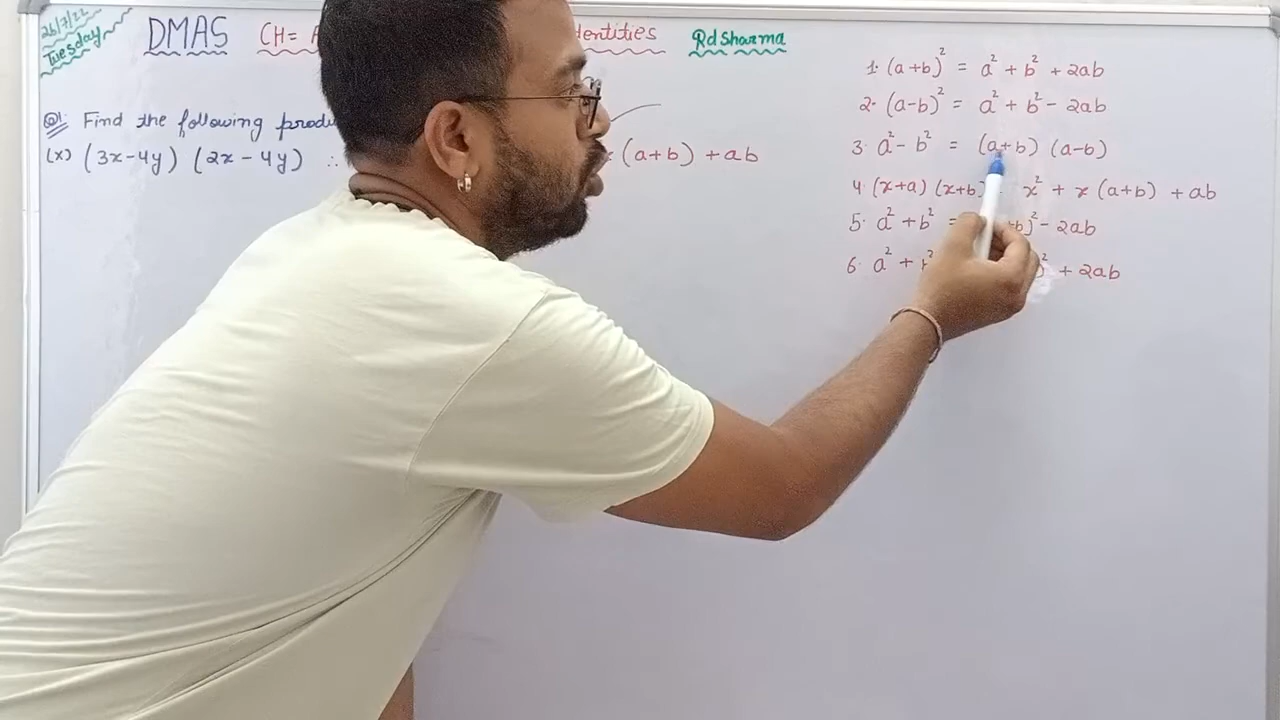 26/7/22
Tuesday
DMAS CH= Rd Sharma
Q1. Find the following
(x) (3x-4y) (2x-4y) ∴ (a+b) + ab
1. (a+b)² = a² + b² + 2ab
2. (a-b)² = a² + b² - 2ab
3. a² - b² = (a+b) (a-b)
4. (x+a) (x+b) x² + x (a+b) + ab
5. a² + b² = +b)² - 2ab
6. a² + )² + 2ab